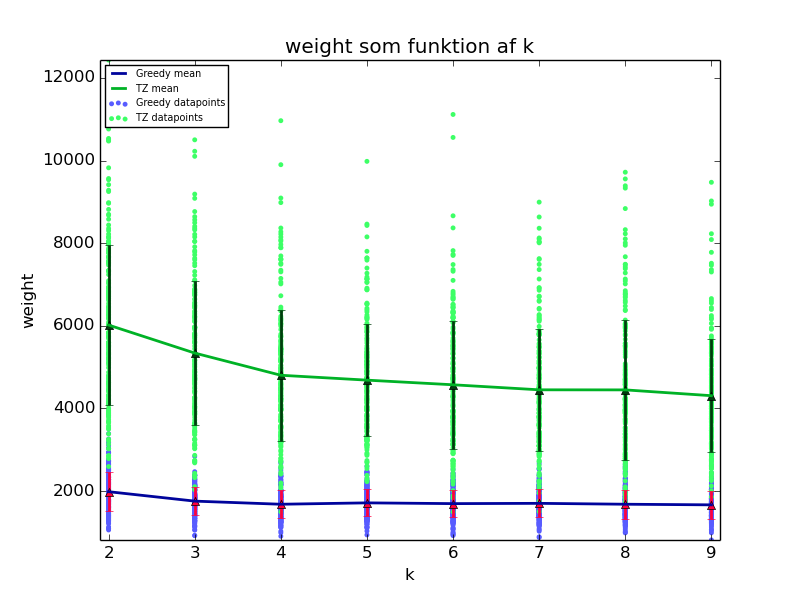 weight som funktion af k
Greedy mean
TZ mean
Greedy datapoints
TZ datapoints
12000
10000
8000
6000
4000
2000
weight
2 3 4 5 6 7 8 9
k